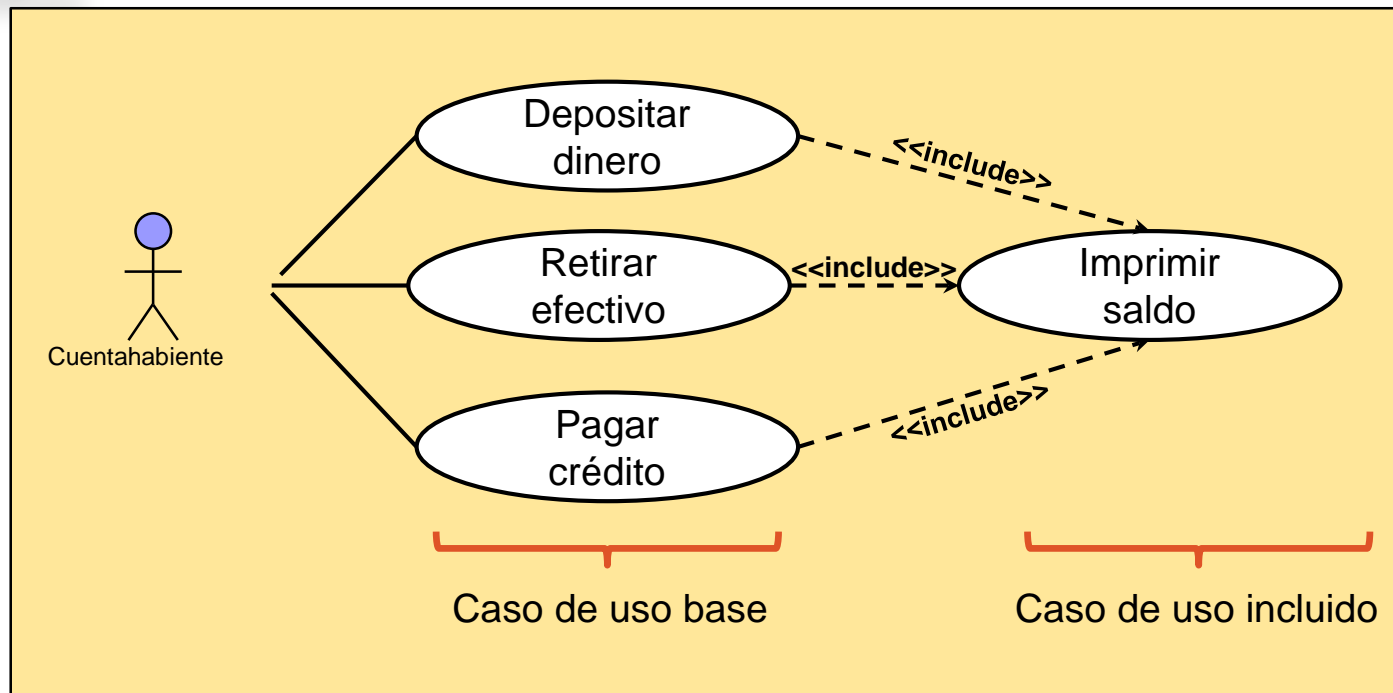 Depositar
dinero
<<include>>
Retirar
efectivo
<<include>>
Imprimir
saldo
Cuentahabiente
Pagar
crédito
<<include>>
Caso de uso base
Caso de uso incluido